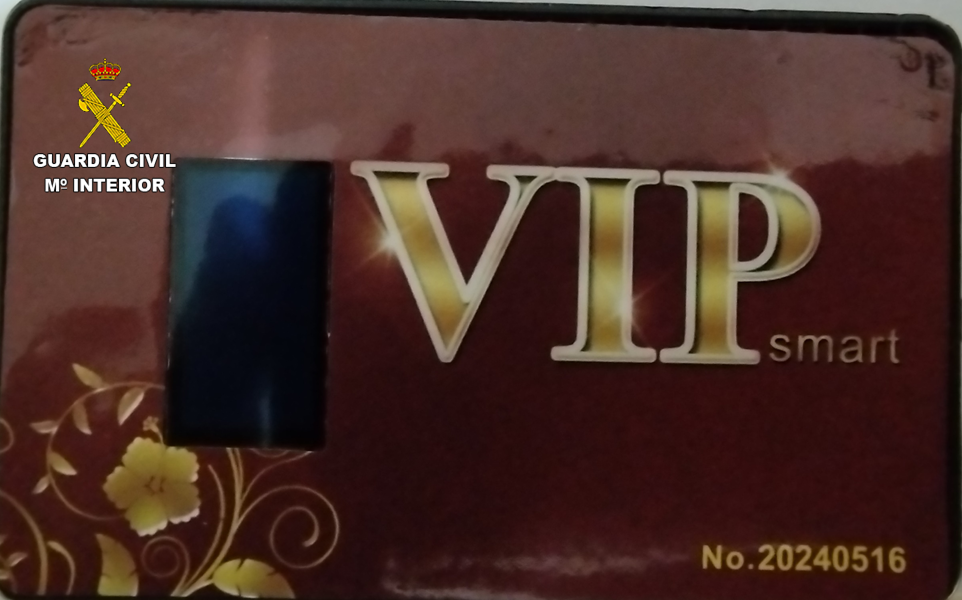 GUARDIA CIVIL
Mº INTERIOR
VIP
smart
No.20240516